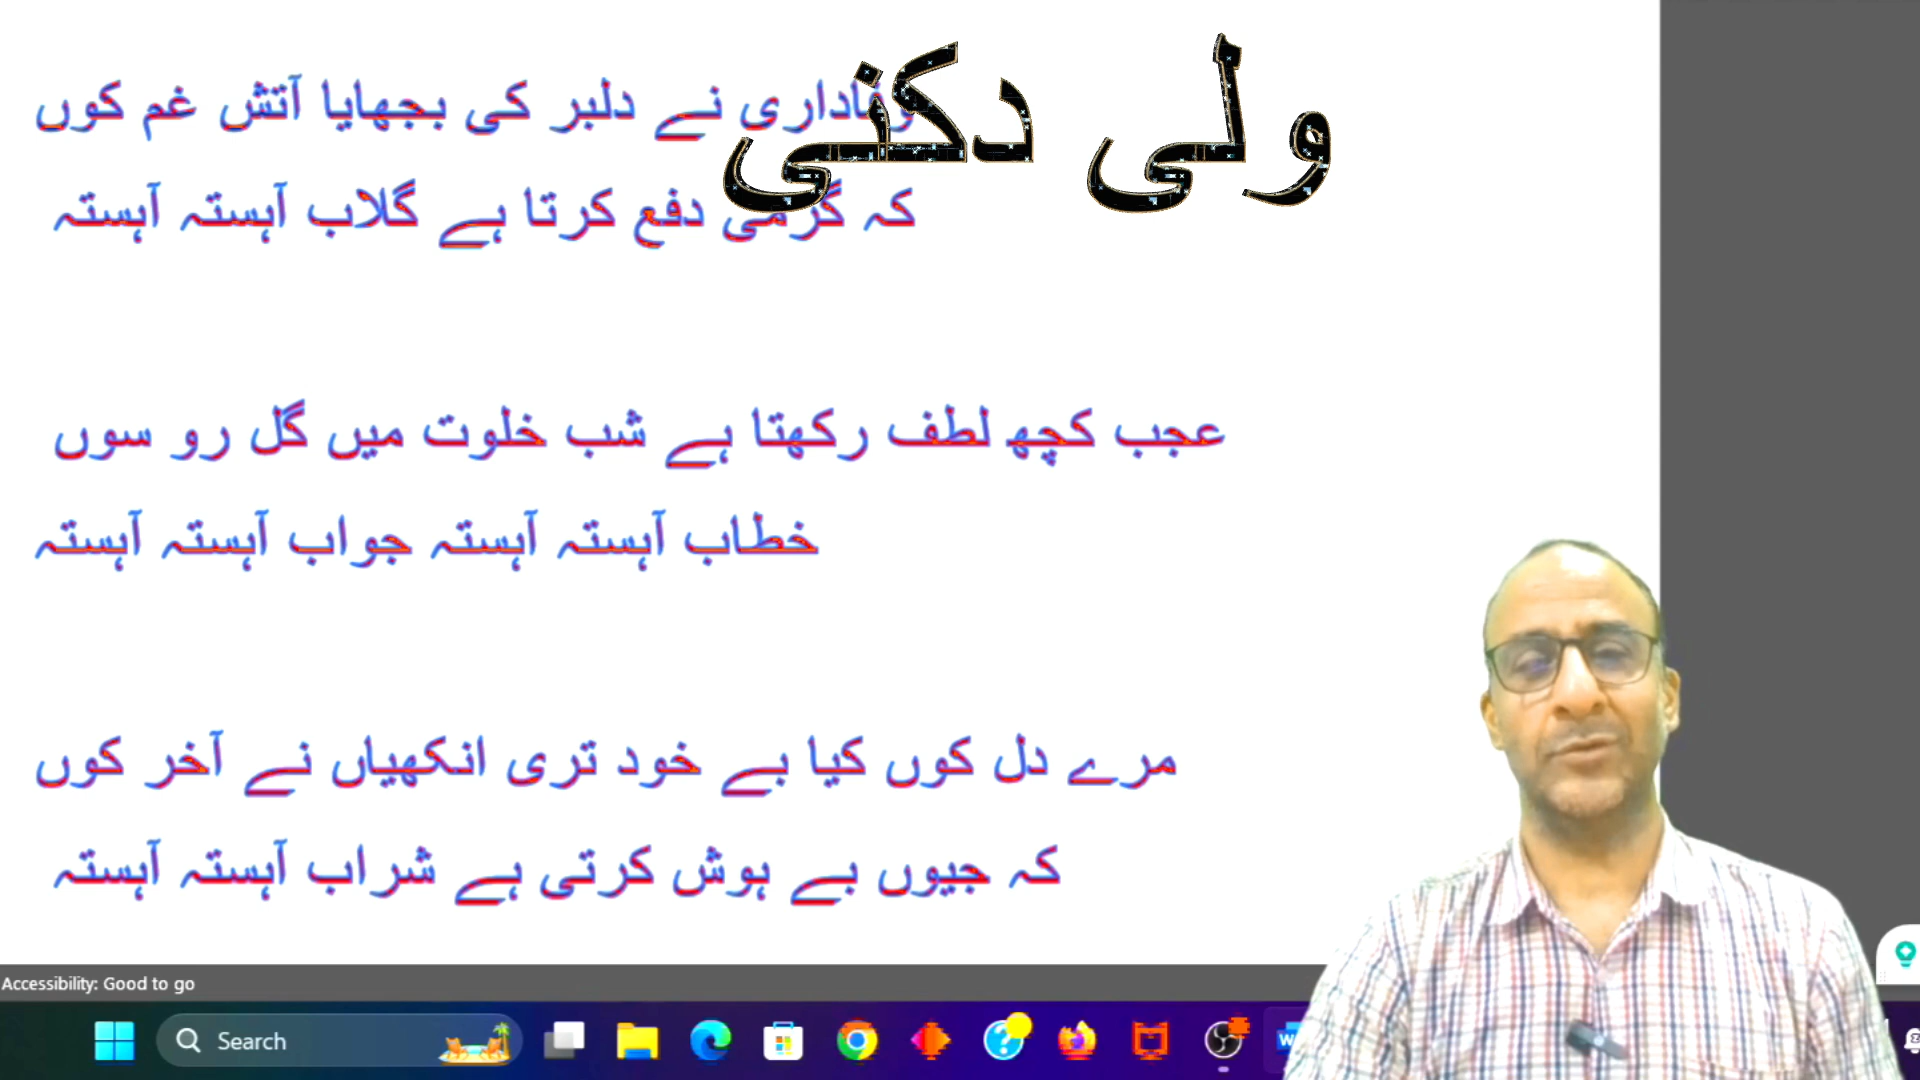 ولی دکنی
وفاداری نے دلبر کی بجھایا آتش غم کوں
کہ گرمی دفع کرتا ہے گلاب آہستہ آہستہ
عجب کچھ لطف رکھتا ہے شب خلوت میں گل رو سوں
خطاب آہستہ آہستہ جواب آہستہ آہستہ
مرے دل کوں کیا بے خود تری انکھیاں نے آخر کوں
کہ جیوں بے ہوش کرتی ہے شراب آہستہ آہستہ
Accessibility: Good to go
Search